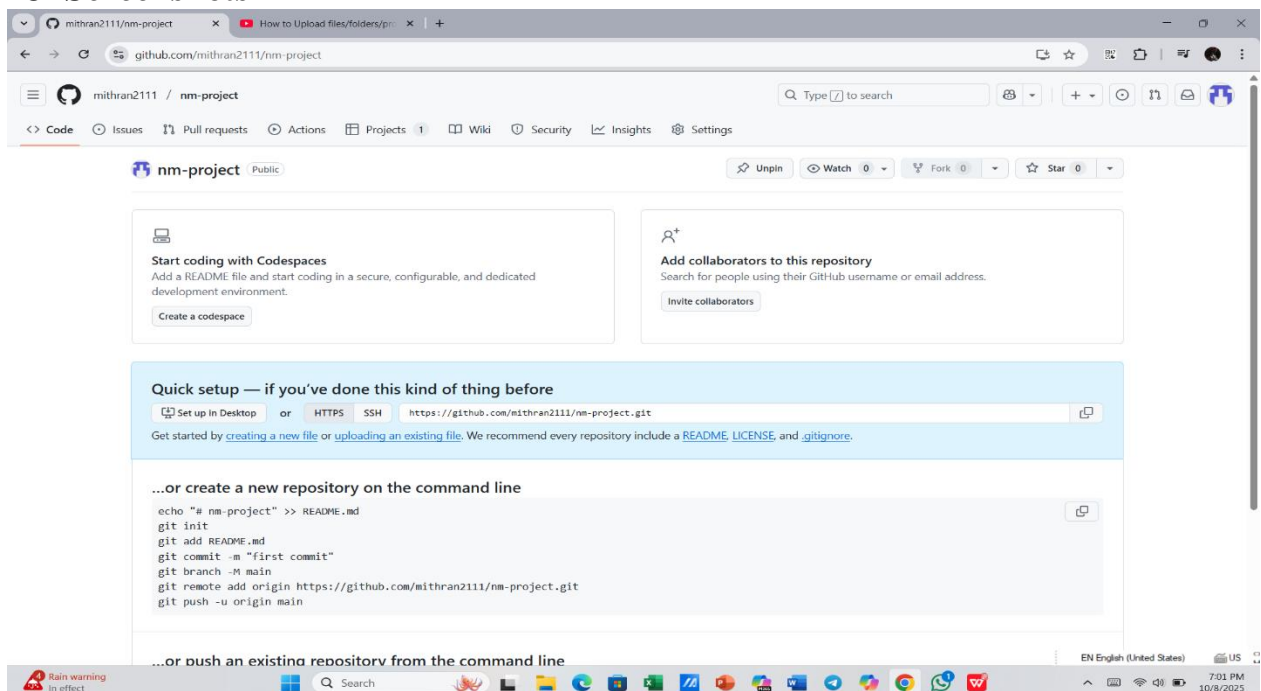 mithran2111/nm-project
How to Upload files/folders/pro
github.com/mithran2111/nm-project
mithran2111 / nm-project
Type / to search
Code Issues Pull requests Actions Projects 1 Wiki Security Insights Settings
nm-project Public
Unpin Watch 0 Fork 0 Star 0
Start coding with Codespaces
Add a README file and start coding in a secure, configurable, and dedicated
development environment.
Create a codespace
Add collaborators to this repository
Search for people using their GitHub username or email address.
Invite collaborators
Quick setup — if you've done this kind of thing before
Set up in Desktop or HTTPS SSH https://github.com/mithran2111/nm-project.git
Get started by creating a new file or uploading an existing file. We recommend every repository include a README, LICENSE, and .gitignore.
...or create a new repository on the command line
echo "# nm-project" >> README.md
git init
git add README.md
git commit -m "first commit"
git branch -M main
git remote add origin https://github.com/mithran2111/nm-project.git
git push -u origin main
...or push an existing repository from the command line
EN English (United States) US
Rain warning
In effect
Search
7:01 PM
10/8/2025